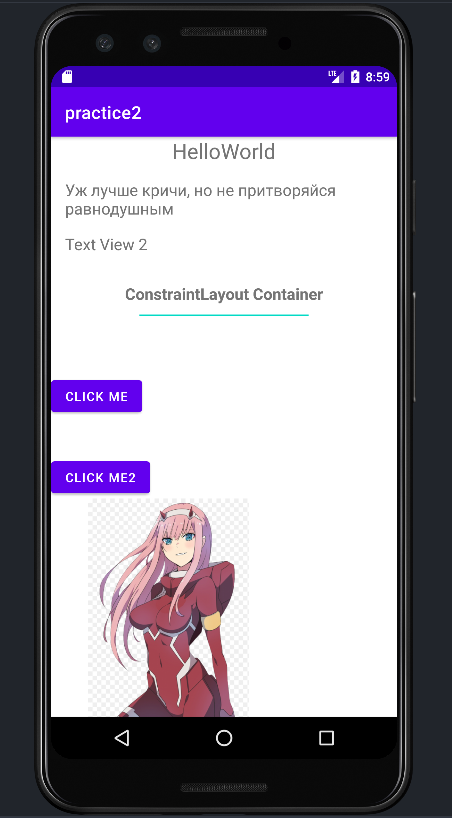 LTE 8:59
practice2
HelloWorld
Уж лучше кричи, но не притворяйся
равнодушным
Text View 2
ConstraintLayout Container
CLICK ME
CLICK ME2